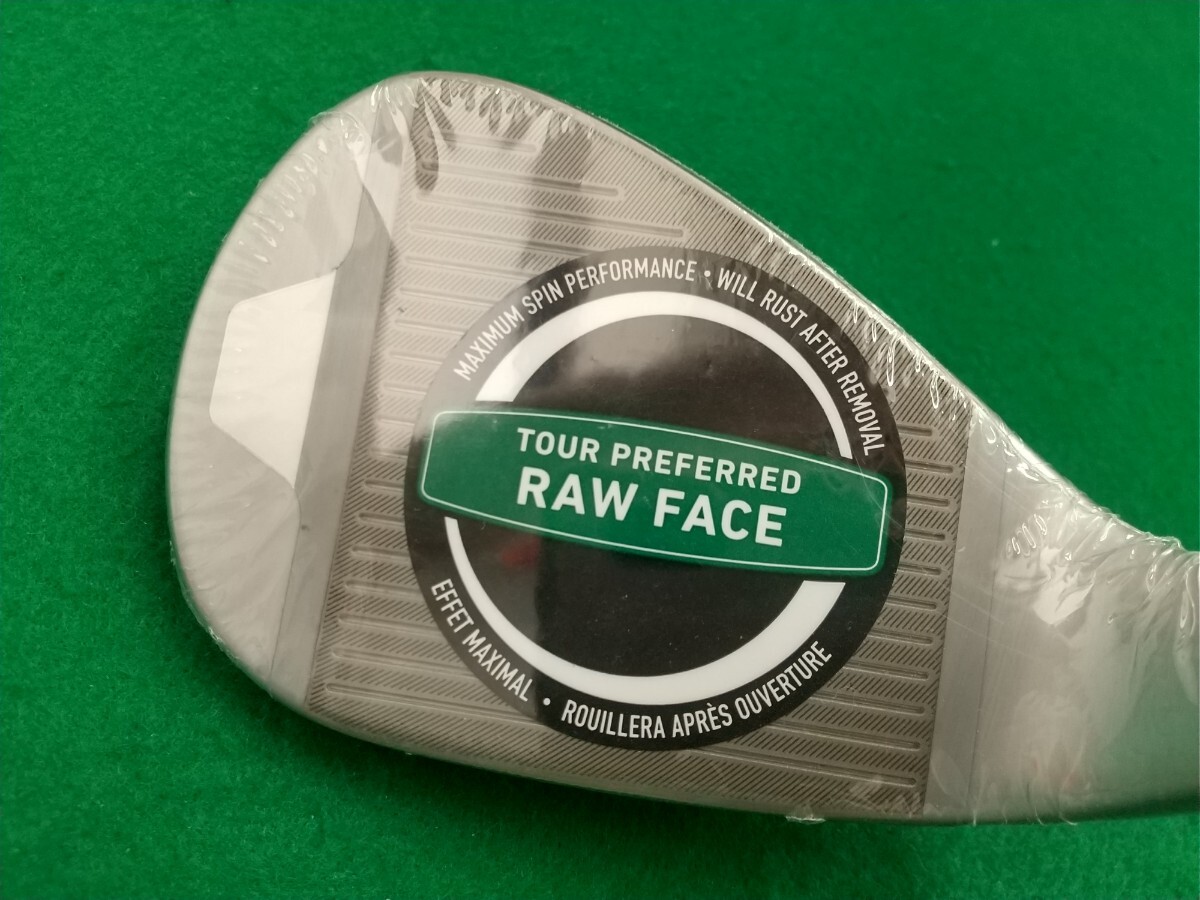 MAXIMUM SPIN PERFORMANCE • WILL RUST AFTER REMOVAL
TOUR PREFERRED
RAW FACE
EFFET MAXIMAL • ROUILLERA APRÈS OUVERTURE